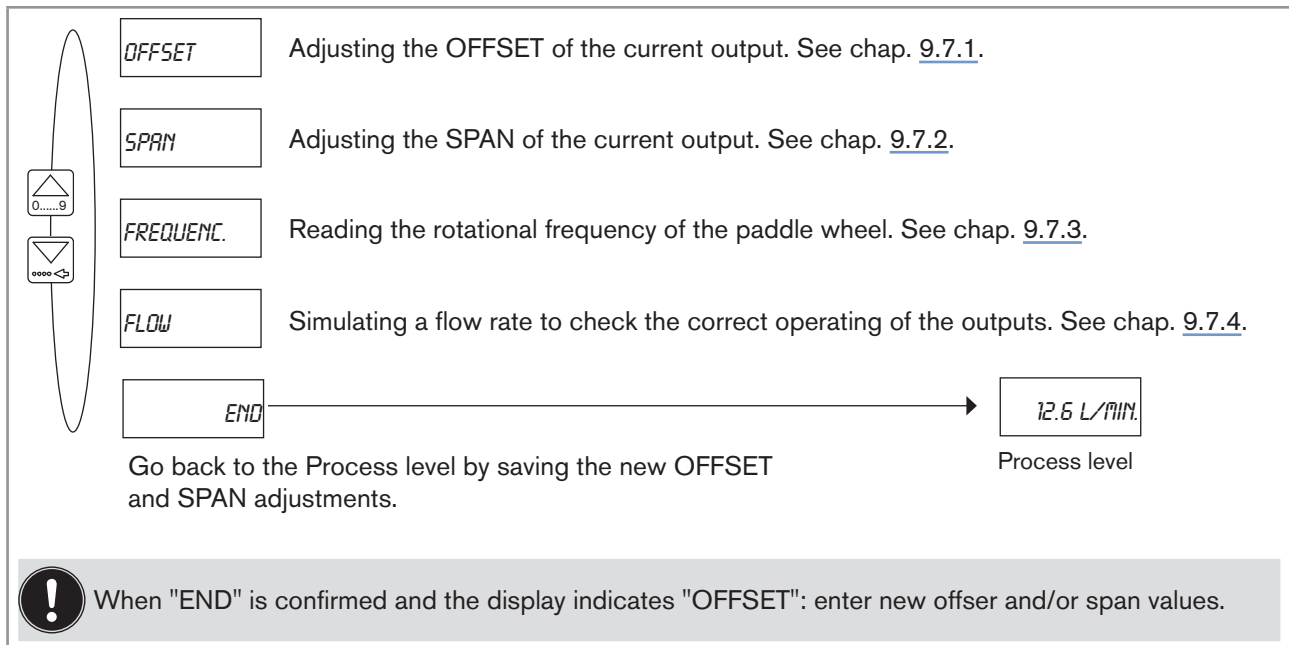 OFFSET
Adjusting the OFFSET of the current output. See chap. 9.7.1.
SPAN
Adjusting the SPAN of the current output. See chap. 9.7.2.
0......9
FREQUENC.
Reading the rotational frequency of the paddle wheel. See chap. 9.7.3.
FLOW
Simulating a flow rate to check the correct operating of the outputs. See chap. 9.7.4.
END
12.6 L/MIN.
Go back to the Process level by saving the new OFFSET
and SPAN adjustments.
Process level
! When "END" is confirmed and the display indicates "OFFSET": enter new offser and/or span values.